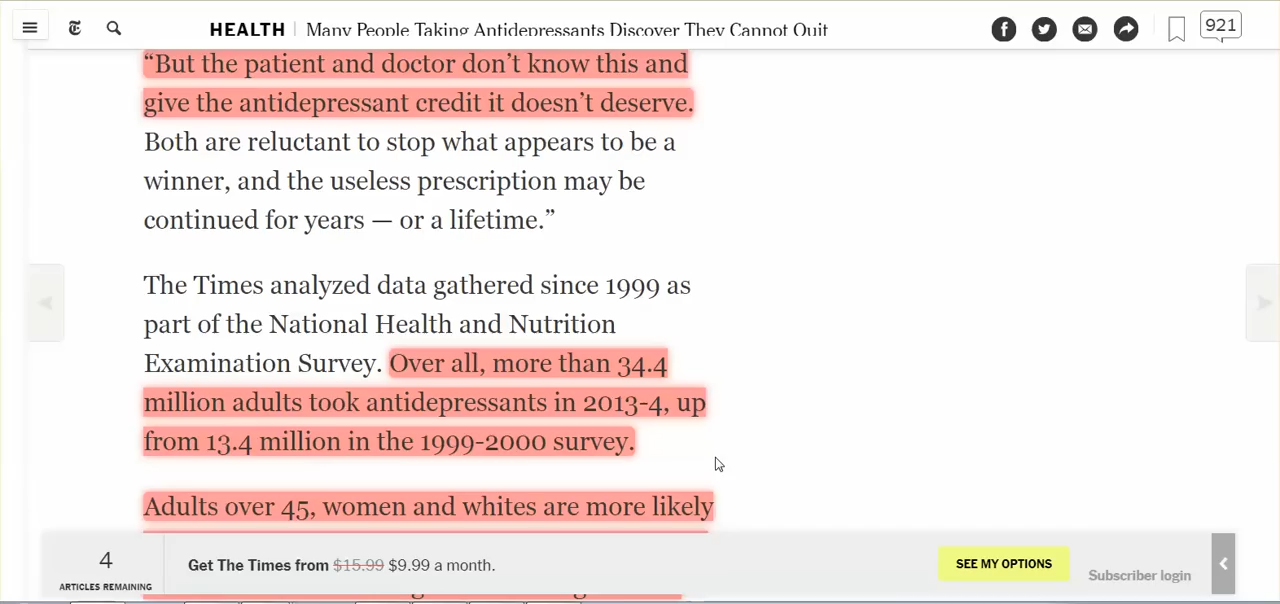 HEALTH | Many People Taking Antidepressants Discover They Cannot Quit
921
“But the patient and doctor don’t know this and
give the antidepressant credit it doesn’t deserve.
Both are reluctant to stop what appears to be a
winner, and the useless prescription may be
continued for years — or a lifetime.”
The Times analyzed data gathered since 1999 as
part of the National Health and Nutrition
Examination Survey. Over all, more than 34.4
million adults took antidepressants in 2013-4, up
from 13.4 million in the 1999-2000 survey.
Adults over 45, women and whites are more likely
4
ARTICLES REMAINING
Get The Times from $15.99 $9.99 a month.
SEE MY OPTIONS
Subscriber login